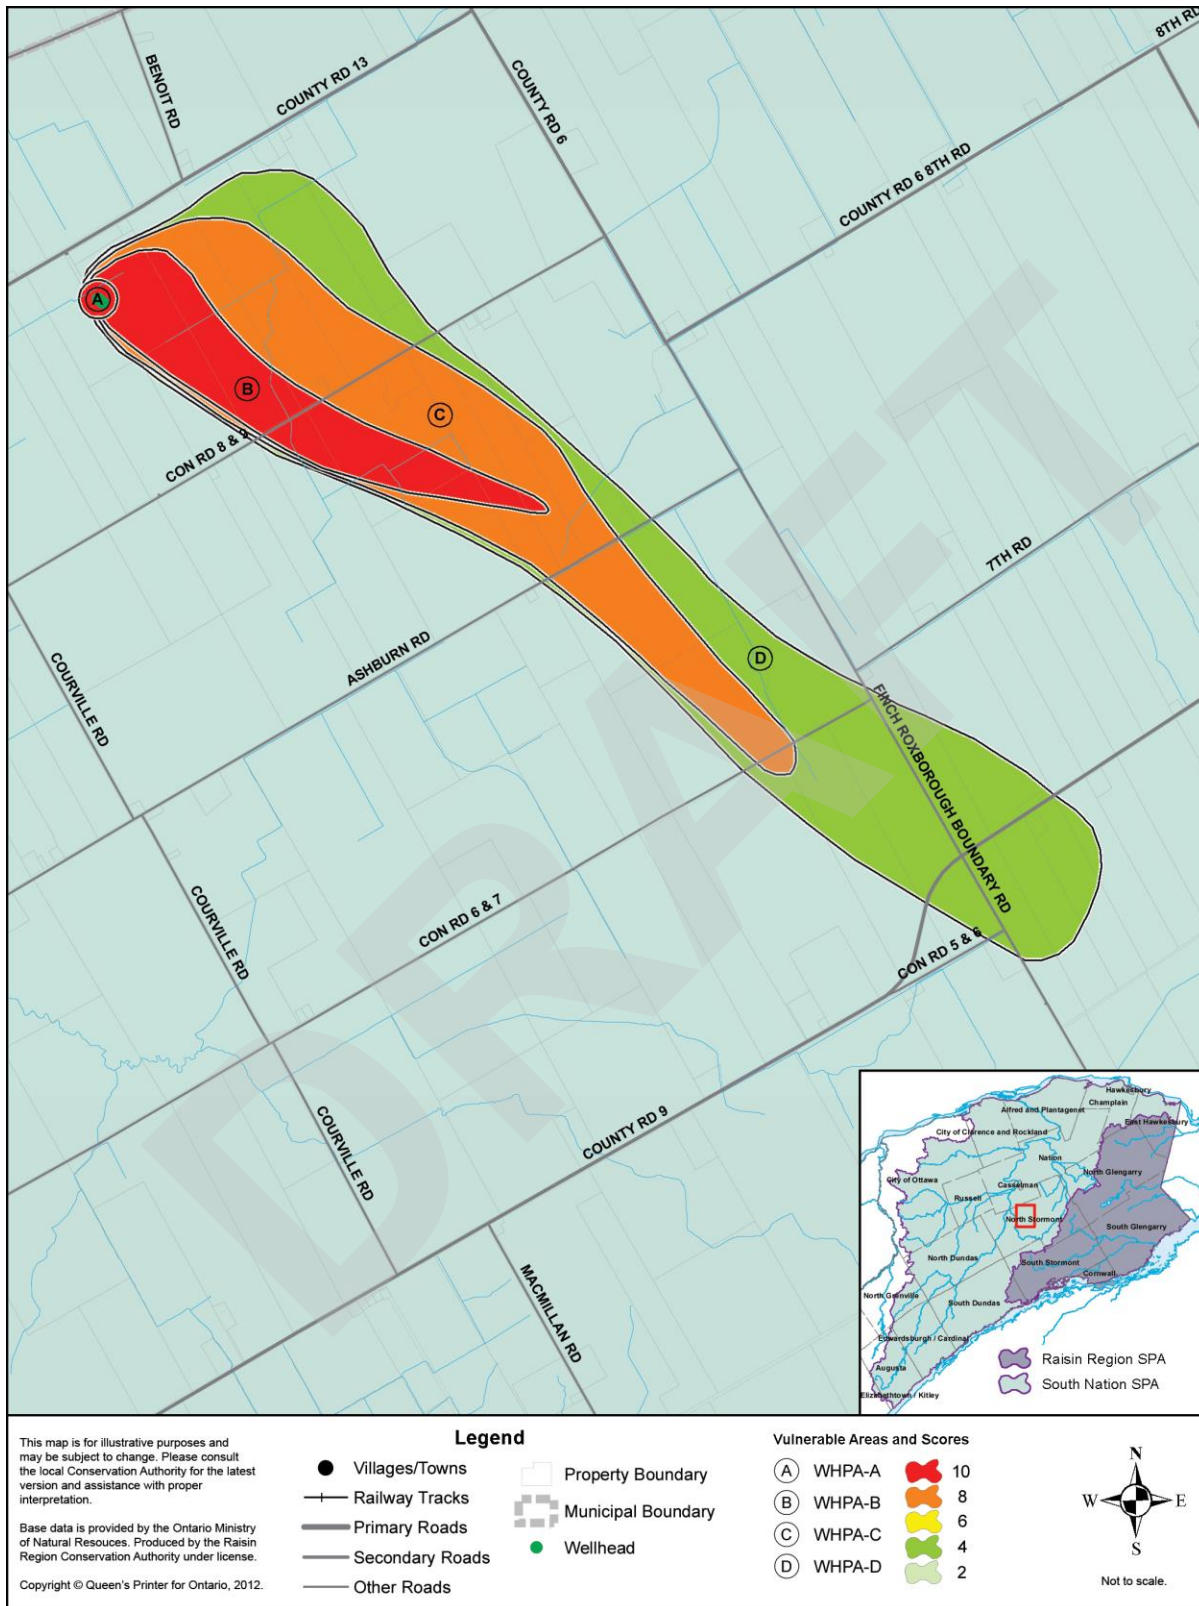 8TH RD
BENOIT RD
COUNTY RD 13
COUNTY RD 6
COUNTY RD 6 8TH RD
A
B
C
CON RD 8 & 9
7TH RD
ASHBURN RD
D
COURVILLE RD
FINCH ROXBOROUGH BOUNDARY RD
COURVILLE RD
CON RD 6 & 7
CON RD 5 & 6
COURVILLE RD
COUNTY RD 9
MACMILLAN RD
DRAFT
Hawkesbury
Champlain
Alfred and Plantagenet
East Hawkesbury
City of Clarence and Rockland
Nation
North Glengarry
City of Ottawa
Casselman
Russell
North Stormont
South Glengarry
North Dundas
South Stormont
Cornwall
North Grenville
South Dundas
Edwardsburgh / Cardinal
Augusta
Elizabethtown / Kitley
Raisin Region SPA
South Nation SPA
This map is for illustrative purposes and
may be subject to change. Please consult
the local Conservation Authority for the latest
version and assistance with proper
interpretation.
Base data is provided by the Ontario Ministry
of Natural Resouces. Produced by the Raisin
Region Conservation Authority under license.
Copyright © Queen's Printer for Ontario, 2012.
Legend
Villages/Towns
Railway Tracks
Primary Roads
Secondary Roads
Other Roads
Property Boundary
Municipal Boundary
Wellhead
Vulnerable Areas and Scores
A WHPA-A 10
B WHPA-B 8
C WHPA-C 6
D WHPA-D 4
2
N
W E
S
Not to scale.